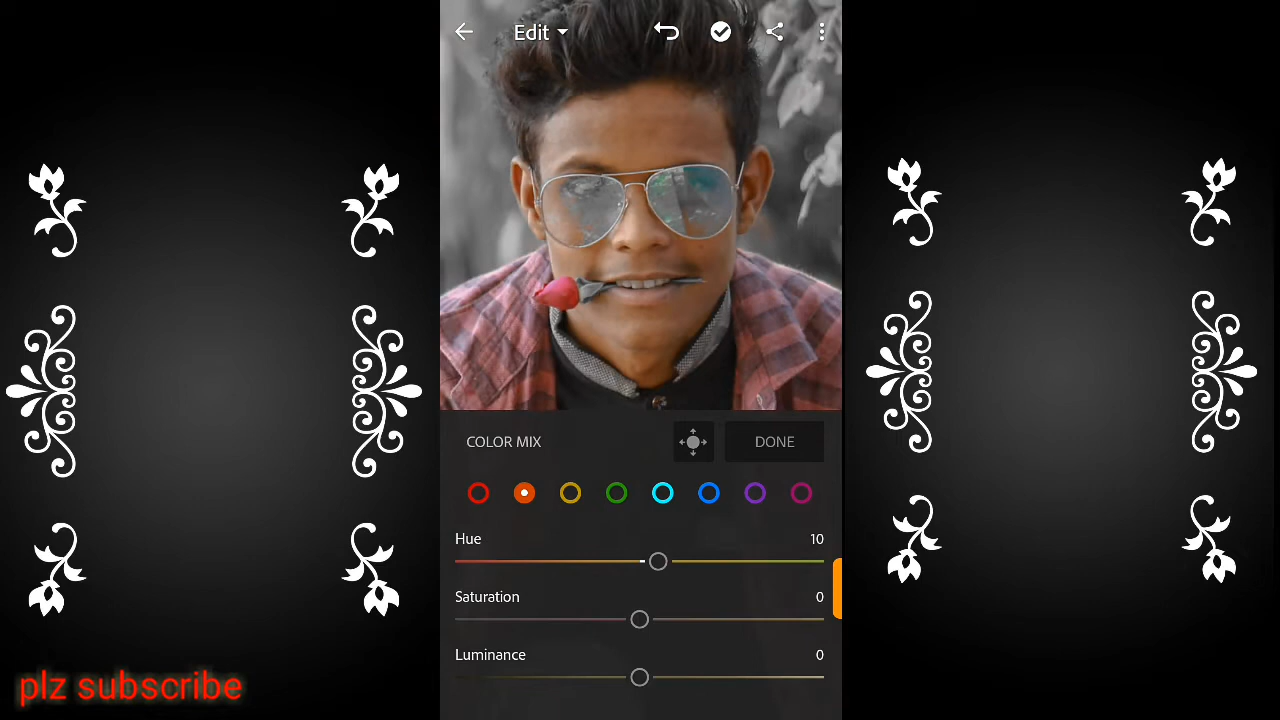 Edit
COLOR MIX
DONE
Hue 10
Saturation 0
Luminance 0
plz subscribe